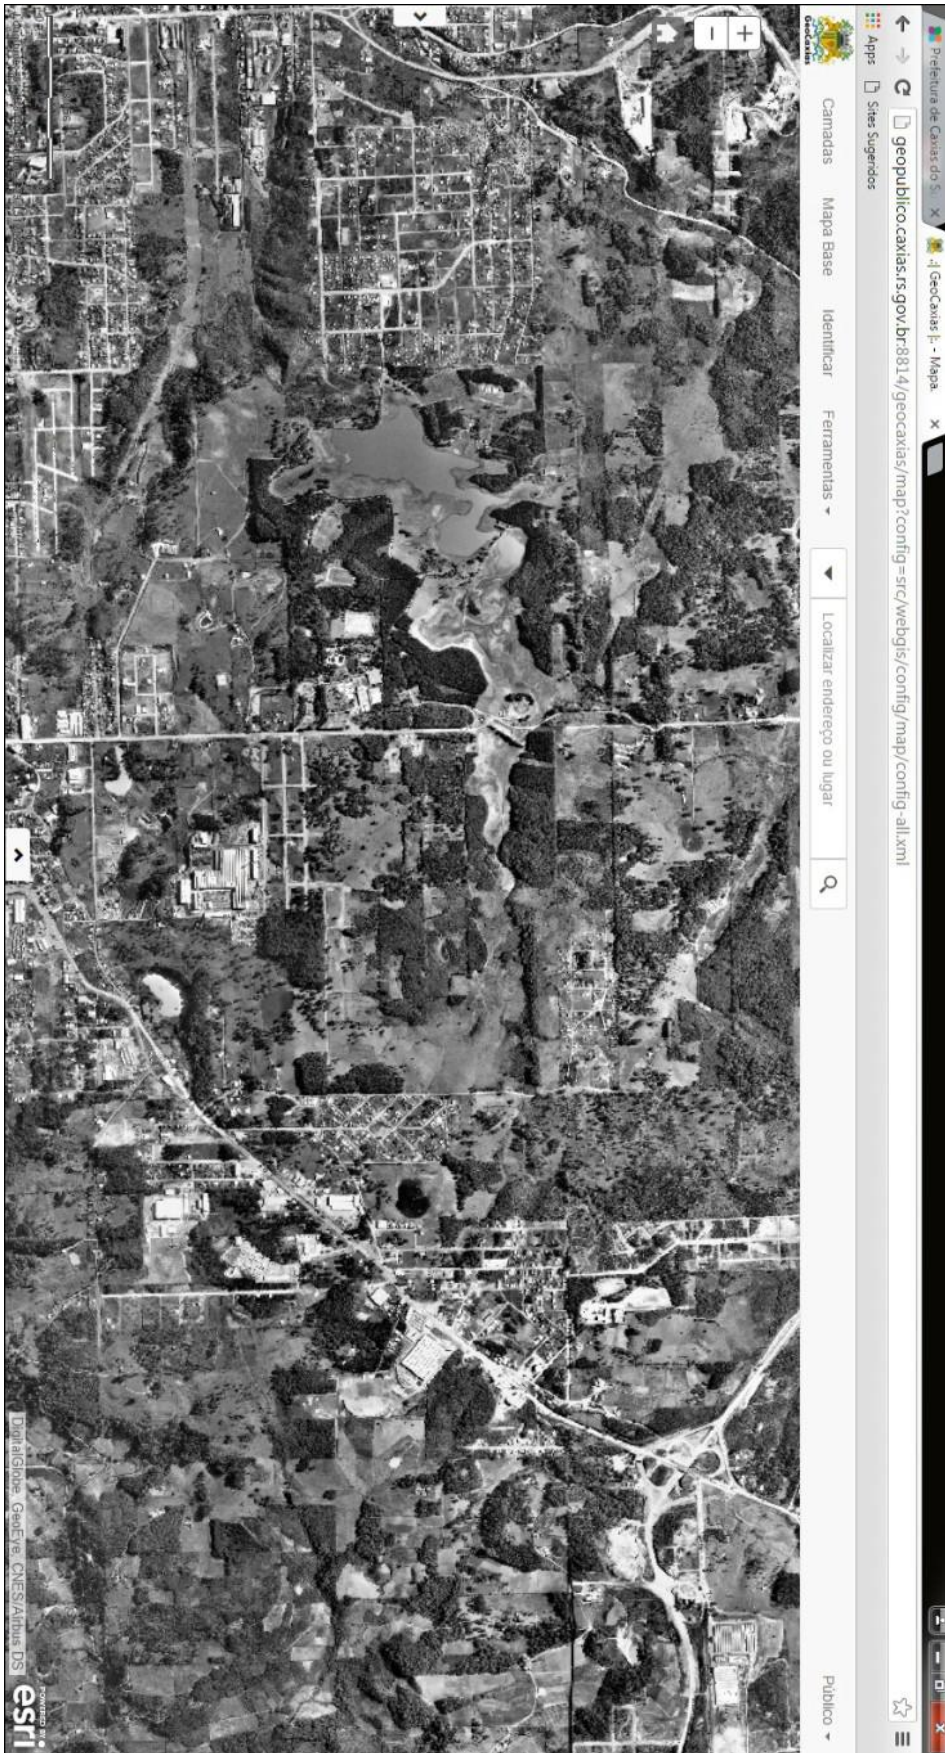 Prefeitura de Caxias do Su × .:| GeoCaxias |:. - Mapa. ×
geopublico.caxias.rs.gov.br:8814/geocaxias/map?config=src/webgis/config/map/config-all.xml
Apps Sites Sugeridos
GeoCaxias Camadas Mapa Base Identificar Ferramentas Localizar endereço ou lugar Público
DigitalGlobe, GeoEye, CNES/Airbus DS
POWERED BY
esri